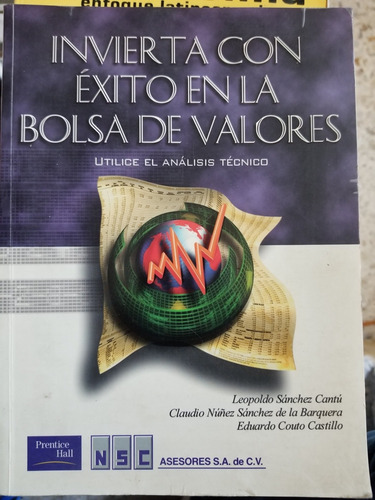 enfoque latinoamericano
INVIERTA CON
ÉXITO EN LA
BOLSA DE VALORES
UTILICE EL ANÁLISIS TÉCNICO
Leopoldo Sánchez Cantú
Claudio Núñez Sánchez de la Barquera
Eduardo Couto Castillo
Prentice
Hall
NSC
ASESORES S.A. de C.V.